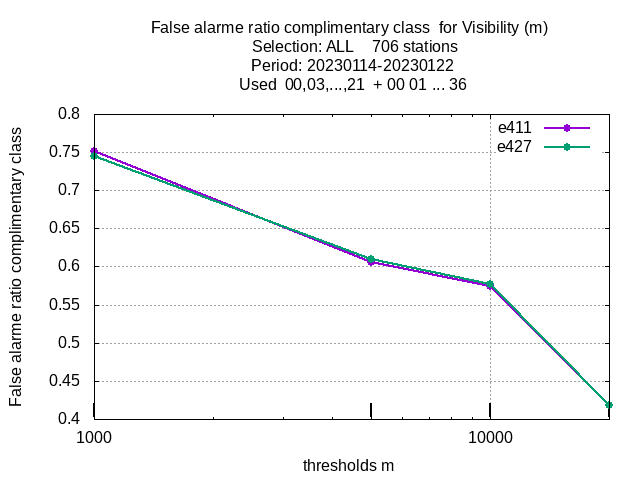 False alarme ratio complimentary class  for Visibility (m)
Selection: ALL    706 stations
Period: 20230114-20230122
Used  00,03,...,21  + 00 01 ... 36
False alarme ratio complimentary class
0.8
0.75
0.7
0.65
0.6
0.55
0.5
0.45
0.4
e411
e427
1000
10000
thresholds m